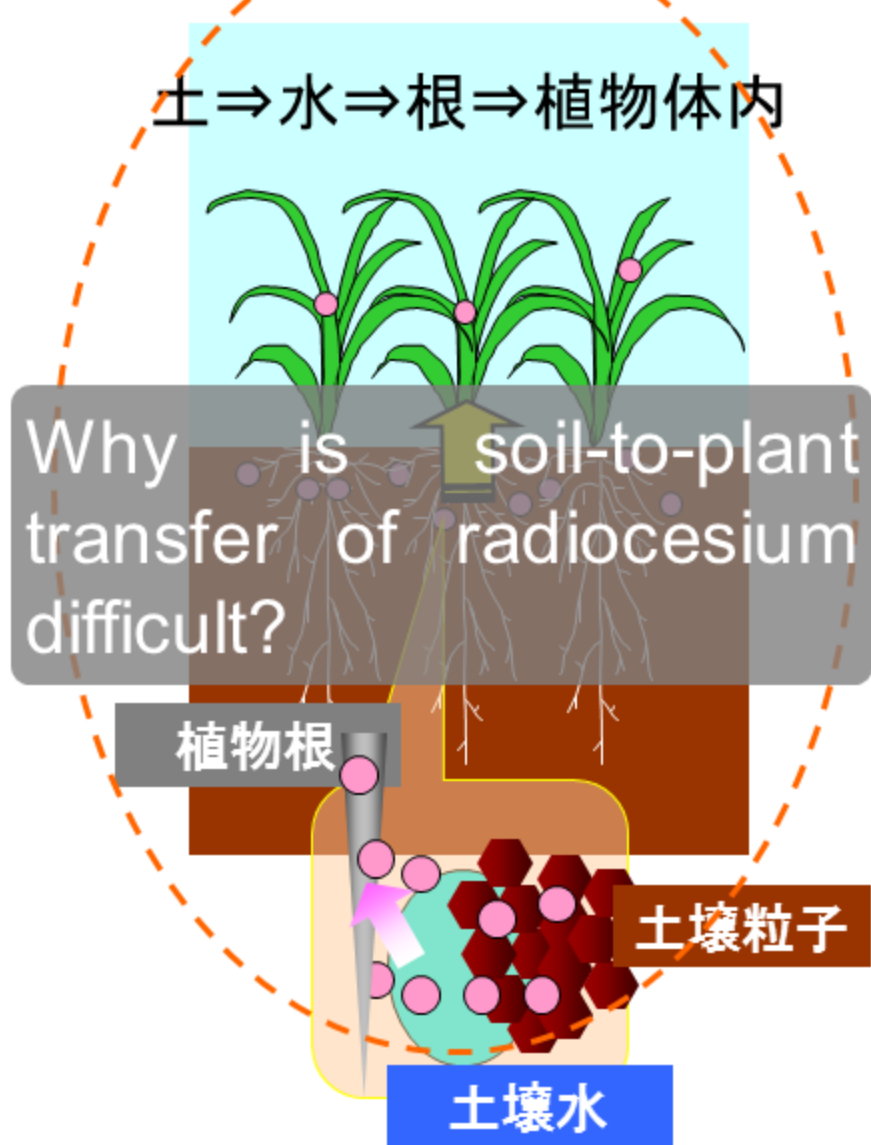 土⇒水⇒根⇒植物体内
Why is soil-to-plant
transfer of radiocesium
difficult?
植物根
土壌粒子
土壌水